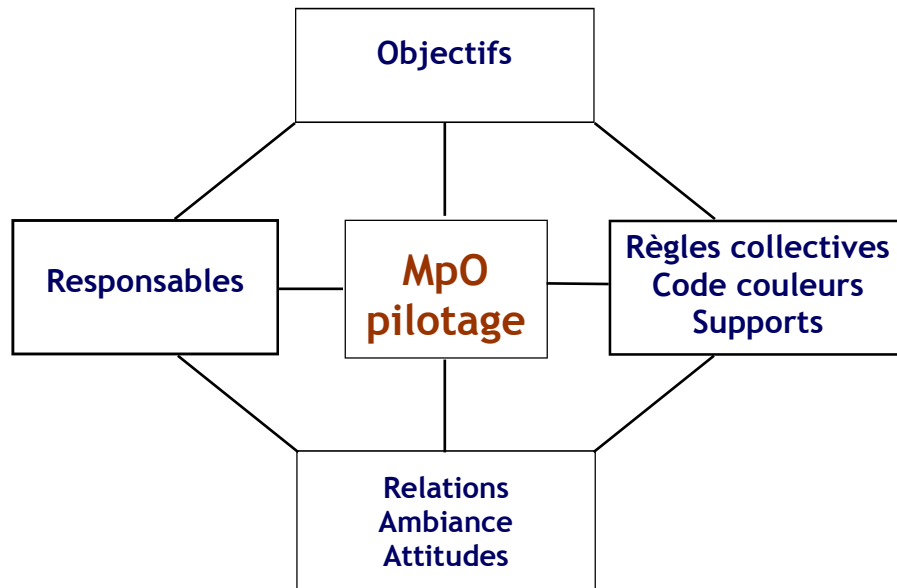 Objectifs
Responsables
MpO
pilotage
Règles collectives
Code couleurs
Supports
Relations
Ambiance
Attitudes